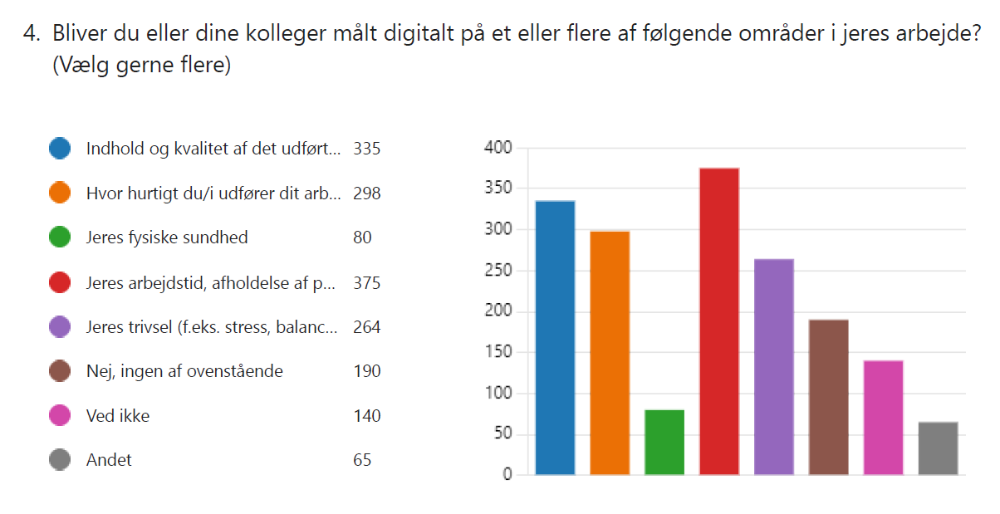 4. Bliver du eller dine kolleger målt digitalt på et eller flere af følgende områder i jeres arbejde?
(Vælg gerne flere)
Indhold og kvalitet af det udført... 335
Hvor hurtigt du/i udfører dit arb... 298
Jeres fysiske sundhed 80
Jeres arbejdstid, afholdelse af p... 375
Jeres trivsel (f.eks. stress, balanc... 264
Nej, ingen af ovenstående 190
Ved ikke 140
Andet 65
400
350
300
250
200
150
100
50
0